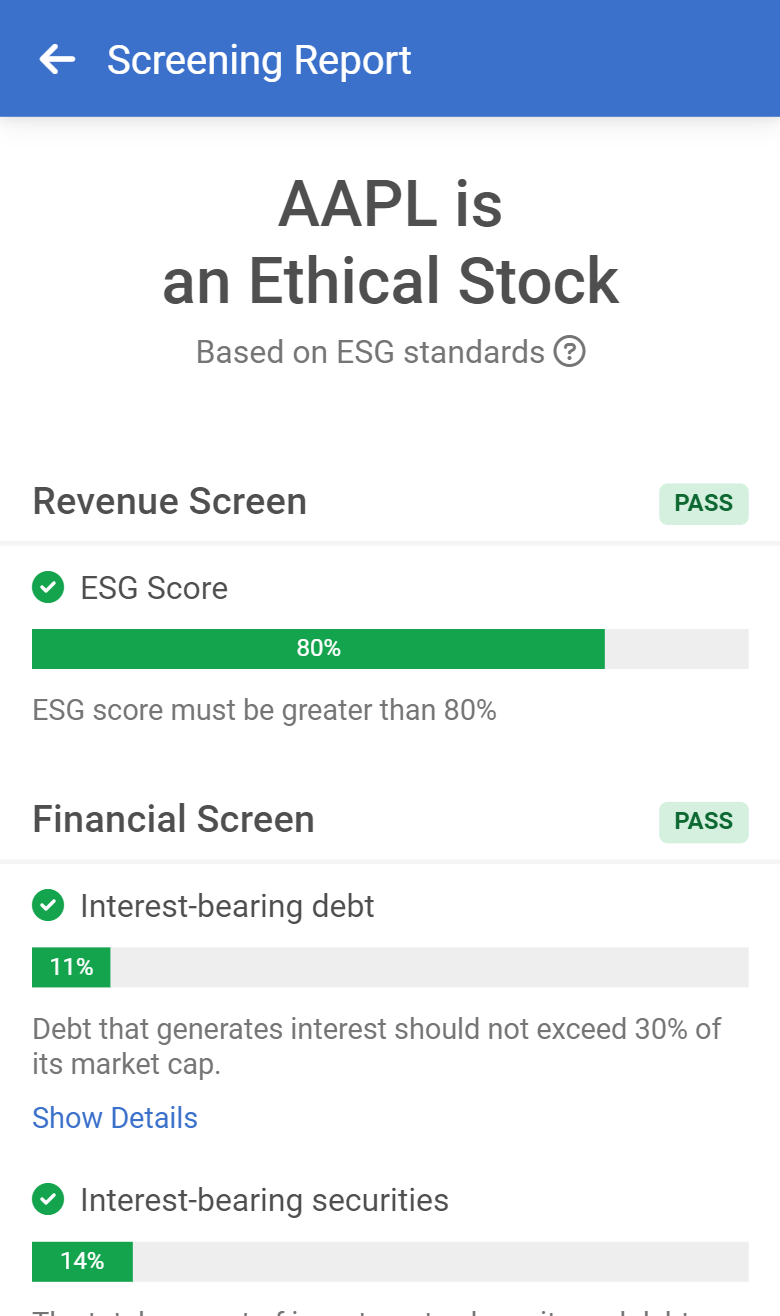 Screening Report
AAPL is
an Ethical Stock
Based on ESG standards ?
Revenue Screen PASS
ESG Score
80%
ESG score must be greater than 80%
Financial Screen PASS
Interest-bearing debt
11%
Debt that generates interest should not exceed 30% of
its market cap.
Show Details
Interest-bearing securities
14%